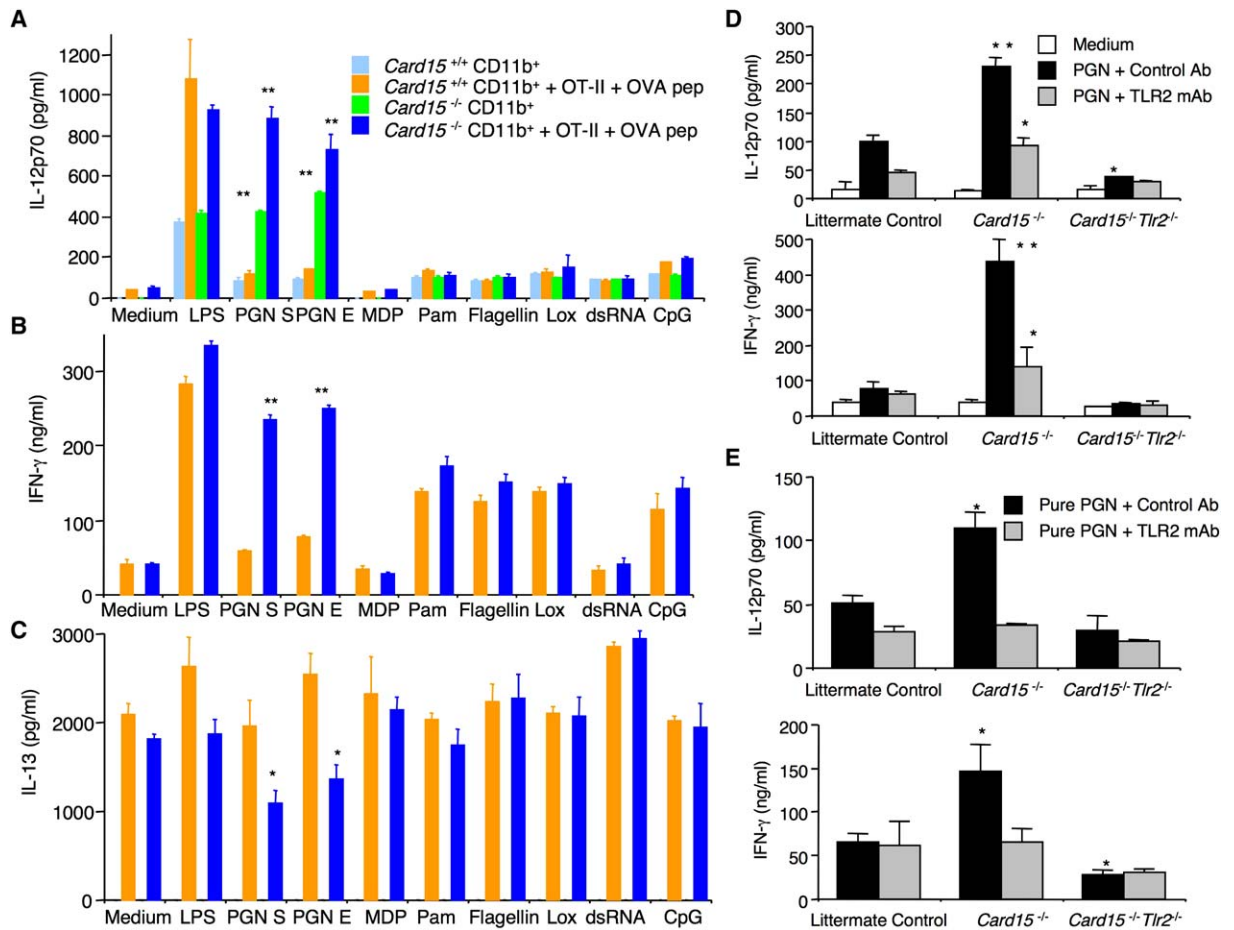 A
IL-12p70 (pg/ml)
1200
1000
800
600
400
200
0
Card15 +/+ CD11b+
Card15 +/+ CD11b+ + OT-II + OVA pep
Card15 -/- CD11b+
Card15 -/- CD11b+ + OT-II + OVA pep
** ** ** **
Medium LPS PGN S PGN E MDP Pam Flagellin Lox dsRNA CpG
B
IFN-γ (ng/ml)
300
200
100
0
** **
Medium LPS PGN S PGN E MDP Pam Flagellin Lox dsRNA CpG
C
IL-13 (pg/ml)
3000
2000
1000
0
* *
Medium LPS PGN S PGN E MDP Pam Flagellin Lox dsRNA CpG
D
IL-12p70 (pg/ml)
300
250
200
150
100
50
0
Medium
PGN + Control Ab
PGN + TLR2 mAb
* * * *
Littermate Control Card15 -/- Card15-/- Tlr2-/-
IFN-γ (ng/ml)
500
400
300
200
100
0
* * *
Littermate Control Card15 -/- Card15-/- Tlr2-/-
E
IL-12p70 (pg/ml)
150
100
50
0
Pure PGN + Control Ab
Pure PGN + TLR2 mAb
*
Littermate Control Card15 -/- Card15-/- Tlr2-/-
IFN-γ (ng/ml)
200
150
100
50
0
* *
Littermate Control Card15 -/- Card15-/- Tlr2-/-